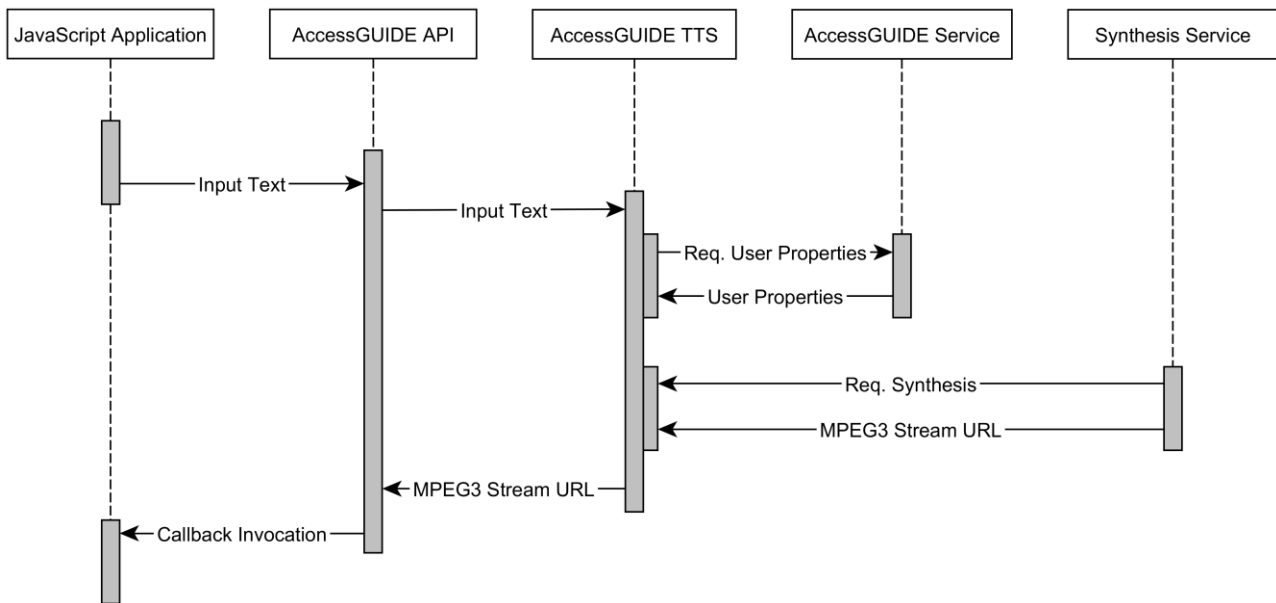 JavaScript Application
AccessGUIDE API
AccessGUIDE TTS
AccessGUIDE Service
Synthesis Service
Input Text
Input Text
Req. User Properties
User Properties
Req. Synthesis
MPEG3 Stream URL
MPEG3 Stream URL
Callback Invocation